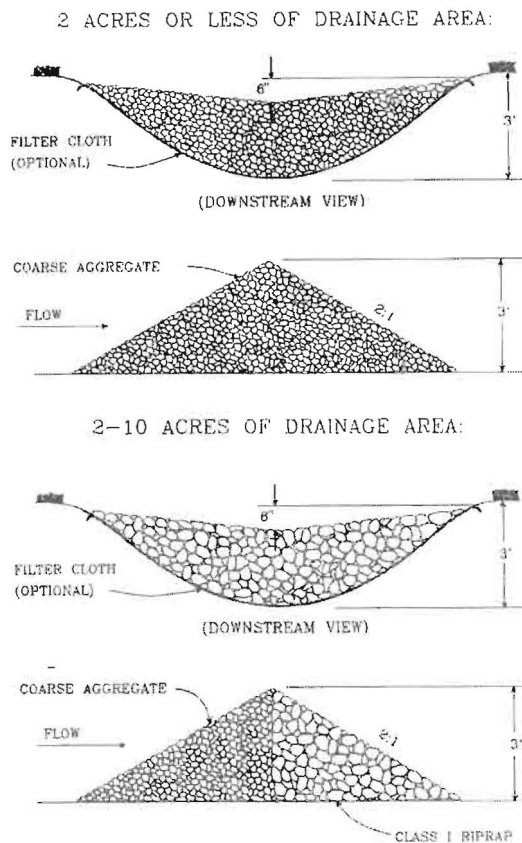 2 ACRES OR LESS OF DRAINAGE AREA:
6"
3'
FILTER CLOTH
(OPTIONAL)
(DOWNSTREAM VIEW)
COARSE AGGREGATE
FLOW
2:1
3'
2-10 ACRES OF DRAINAGE AREA:
6"
3'
FILTER CLOTH
(OPTIONAL)
(DOWNSTREAM VIEW)
COARSE AGGREGATE
FLOW
2:1
3'
CLASS I RIPRAP